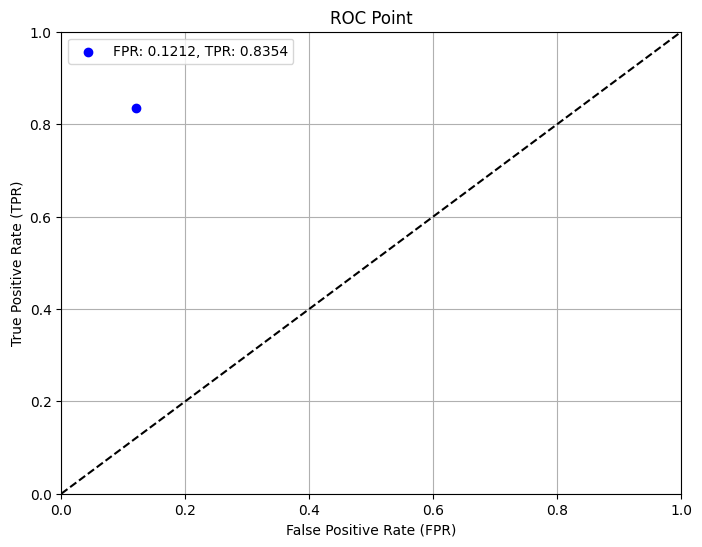 ROC Point
FPR: 0.1212, TPR: 0.8354
True Positive Rate (TPR)
1.0
0.8
0.6
0.4
0.2
0.0
0.0 0.2 0.4 0.6 0.8 1.0
False Positive Rate (FPR)